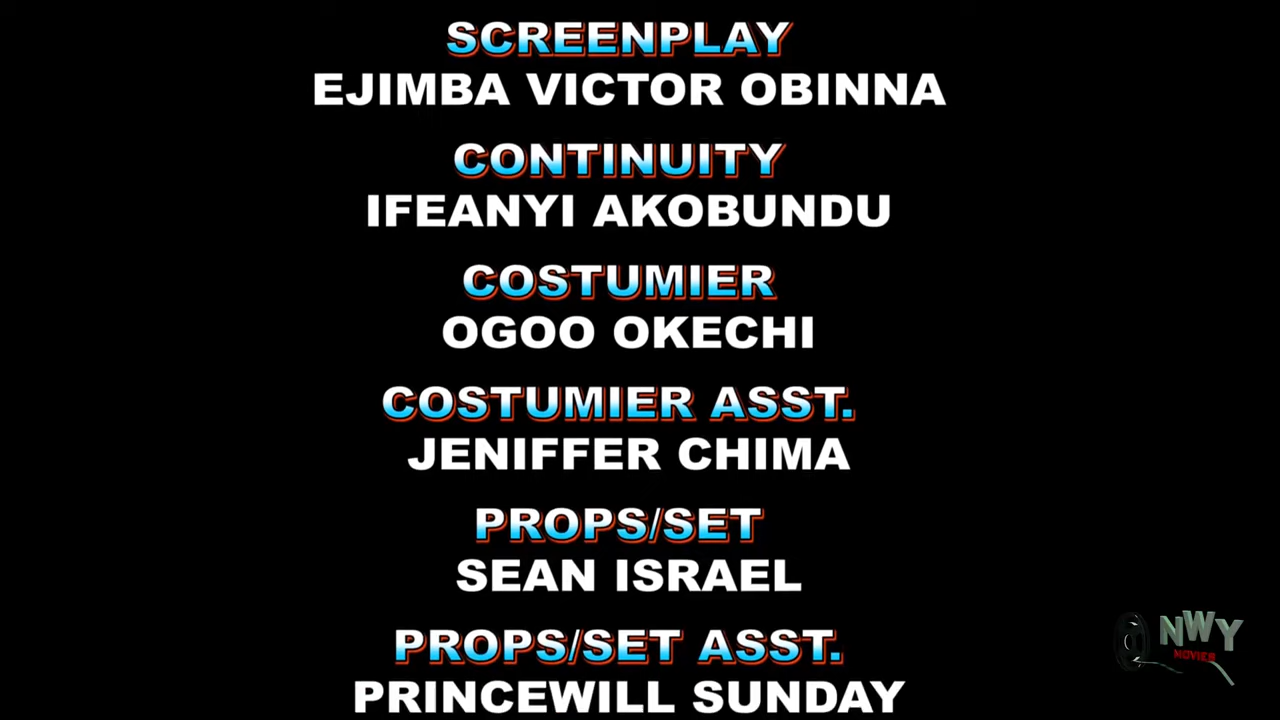 SCREENPLAY
EJIMBA VICTOR OBINNA
CONTINUITY
IFEANYI AKOBUNDU
COSTUMIER
OGOO OKECHI
COSTUMIER ASST.
JENIFFER CHIMA
PROPS/SET
SEAN ISRAEL
PROPS/SET ASST.
PRINCEWILL SUNDAY
NWY
MOVIES